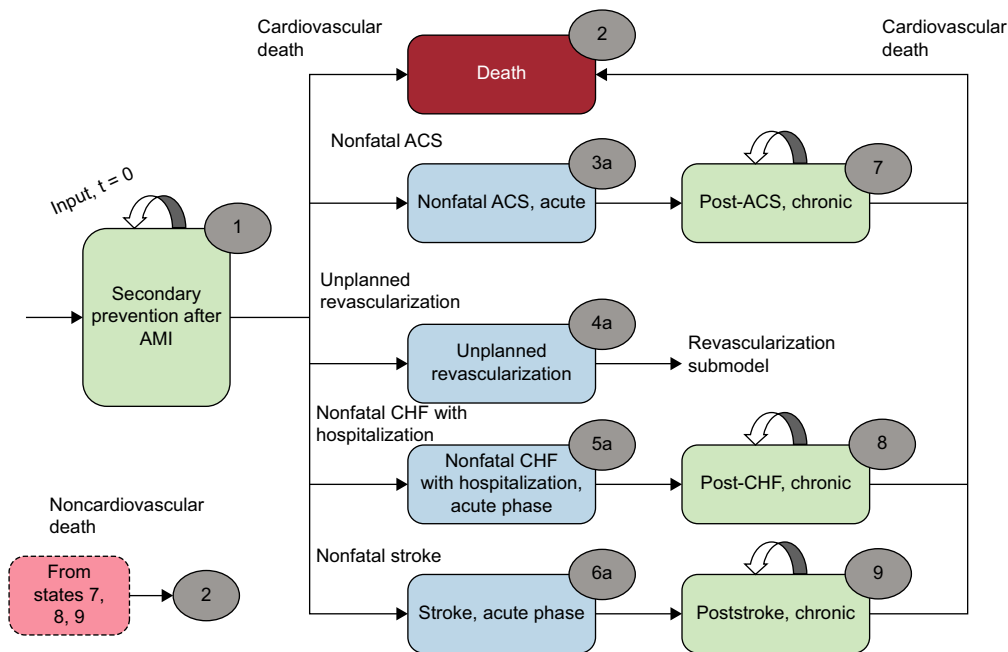 Cardiovascular
death
2
Death
Cardiovascular
death
Nonfatal ACS
3a
Nonfatal ACS, acute
7
Post-ACS, chronic
Input, t = 0
1
Secondary
prevention after
AMI
Unplanned
revascularization
4a
Unplanned
revascularization
Revascularization
submodel
Nonfatal CHF with
hospitalization
5a
Nonfatal CHF
with hospitalization,
acute phase
8
Post-CHF, chronic
Noncardiovascular
death
From
states 7,
8, 9
2
Nonfatal stroke
6a
Stroke, acute phase
9
Poststroke, chronic